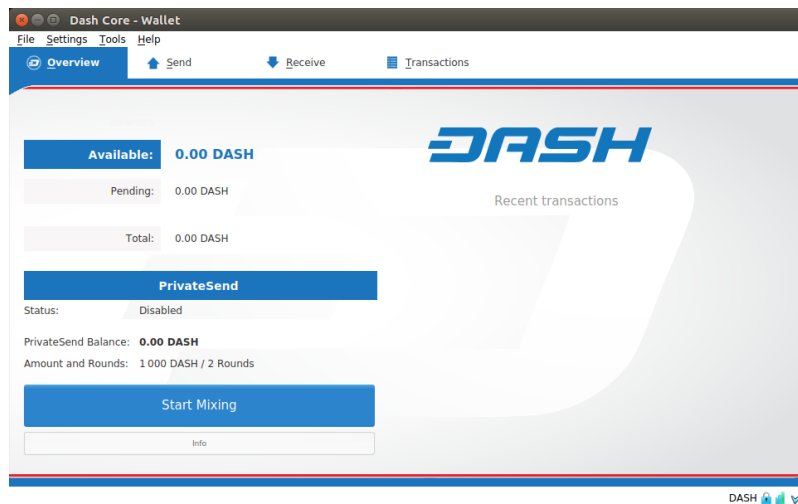 Dash Core - Wallet
File Settings Tools Help
Overview Send Receive Transactions
Available: 0.00 DASH
Pending: 0.00 DASH
Total: 0.00 DASH
PrivateSend
Status: Disabled
PrivateSend Balance: 0.00 DASH
Amount and Rounds: 1 000 DASH / 2 Rounds
Start Mixing
Info
DASH
Recent transactions
DASH